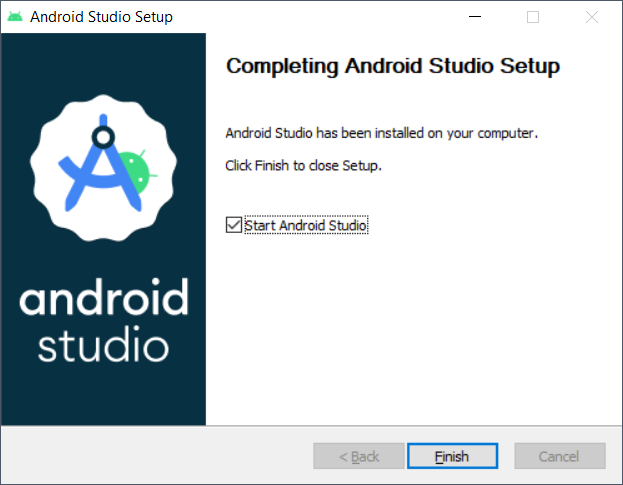 Android Studio Setup
Completing Android Studio Setup
Android Studio has been installed on your computer.
Click Finish to close Setup.
Start Android Studio
android
studio
< Back
Finish
Cancel